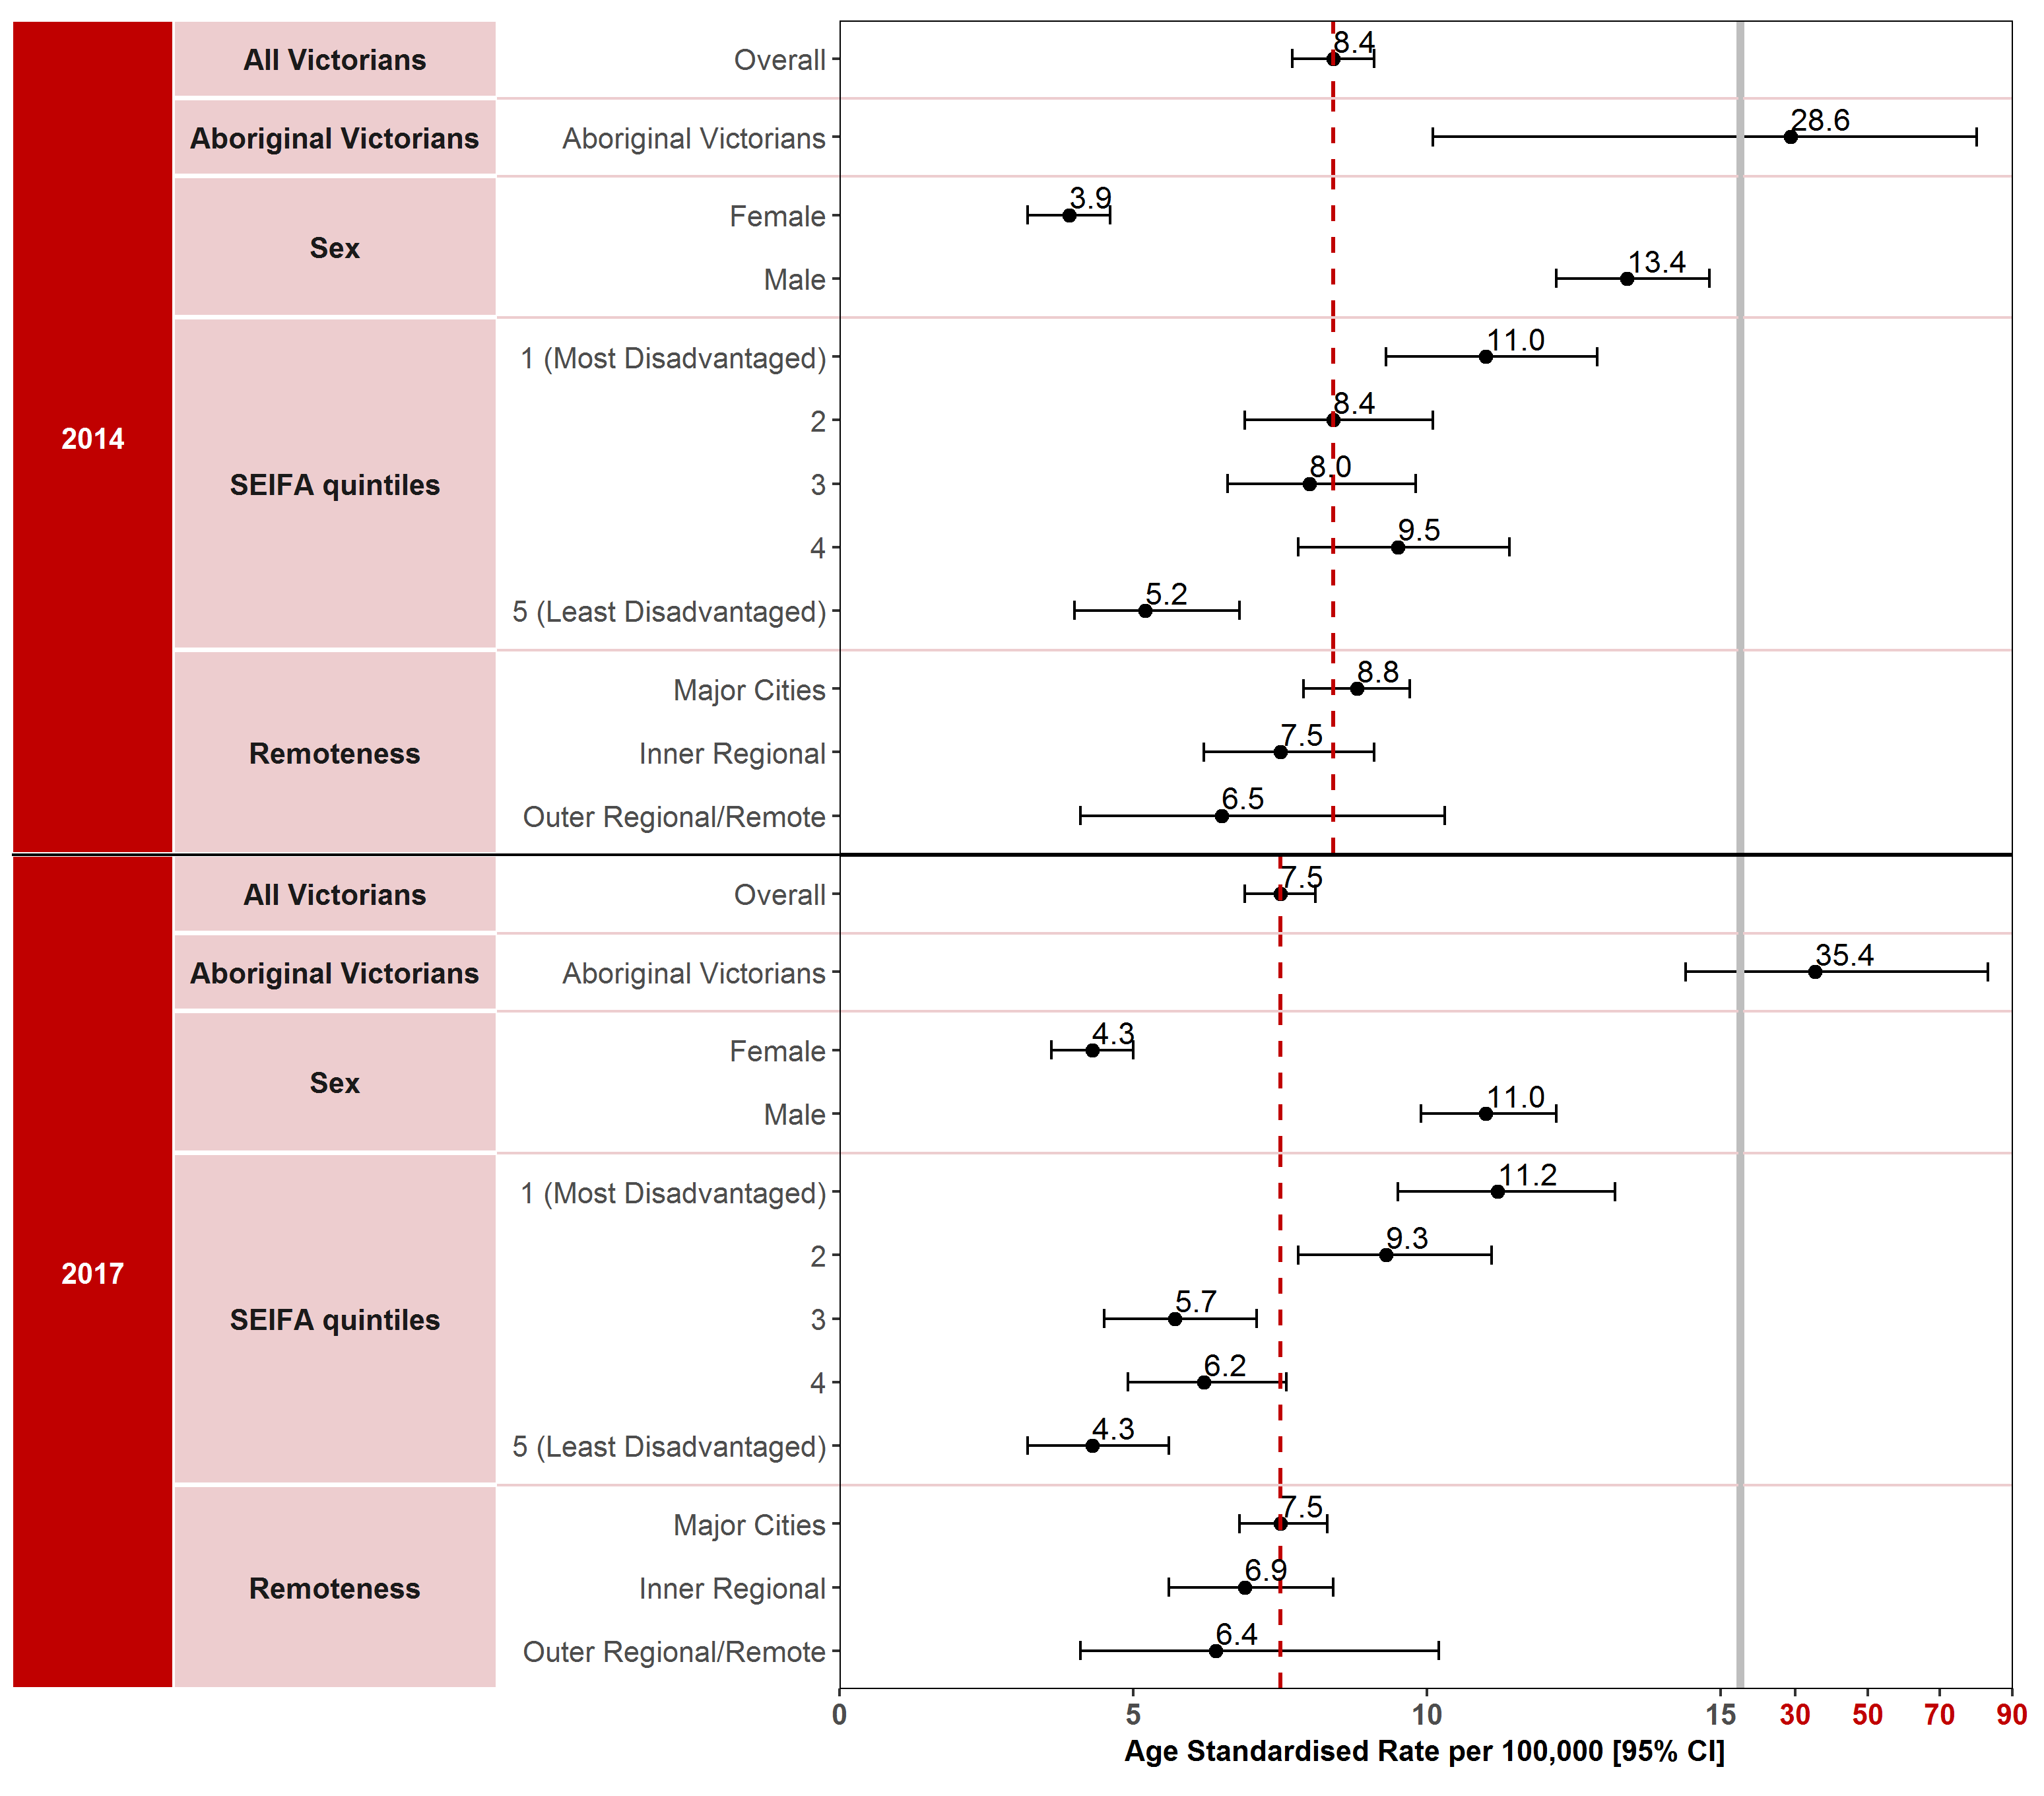 2014
All Victorians
Overall
8.4
Aboriginal Victorians
Aboriginal Victorians
28.6
Sex
Female
3.9
Male
13.4
SEIFA quintiles
1 (Most Disadvantaged)
11.0
2
8.4
3
8.0
4
9.5
5 (Least Disadvantaged)
5.2
Remoteness
Major Cities
8.8
Inner Regional
7.5
Outer Regional/Remote
6.5
2017
All Victorians
Overall
7.5
Aboriginal Victorians
Aboriginal Victorians
35.4
Sex
Female
4.3
Male
11.0
SEIFA quintiles
1 (Most Disadvantaged)
11.2
2
9.3
3
5.7
4
6.2
5 (Least Disadvantaged)
4.3
Remoteness
Major Cities
7.5
Inner Regional
6.9
Outer Regional/Remote
6.4
0 5 10 15 30 50 70 90
Age Standardised Rate per 100,000 [95% CI]